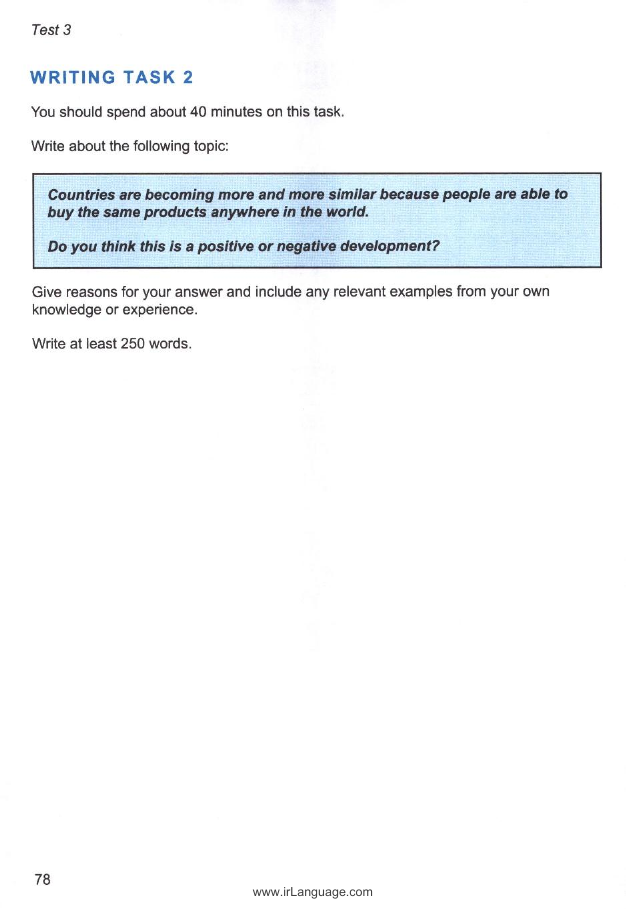 Test 3
WRITING TASK 2
You should spend about 40 minutes on this task.
Write about the following topic:
Countries are becoming more and more similar because people are able to
buy the same products anywhere in the world.
Do you think this is a positive or negative development?
Give reasons for your answer and include any relevant examples from your own
knowledge or experience.
Write at least 250 words.
78
www.irLanguage.com